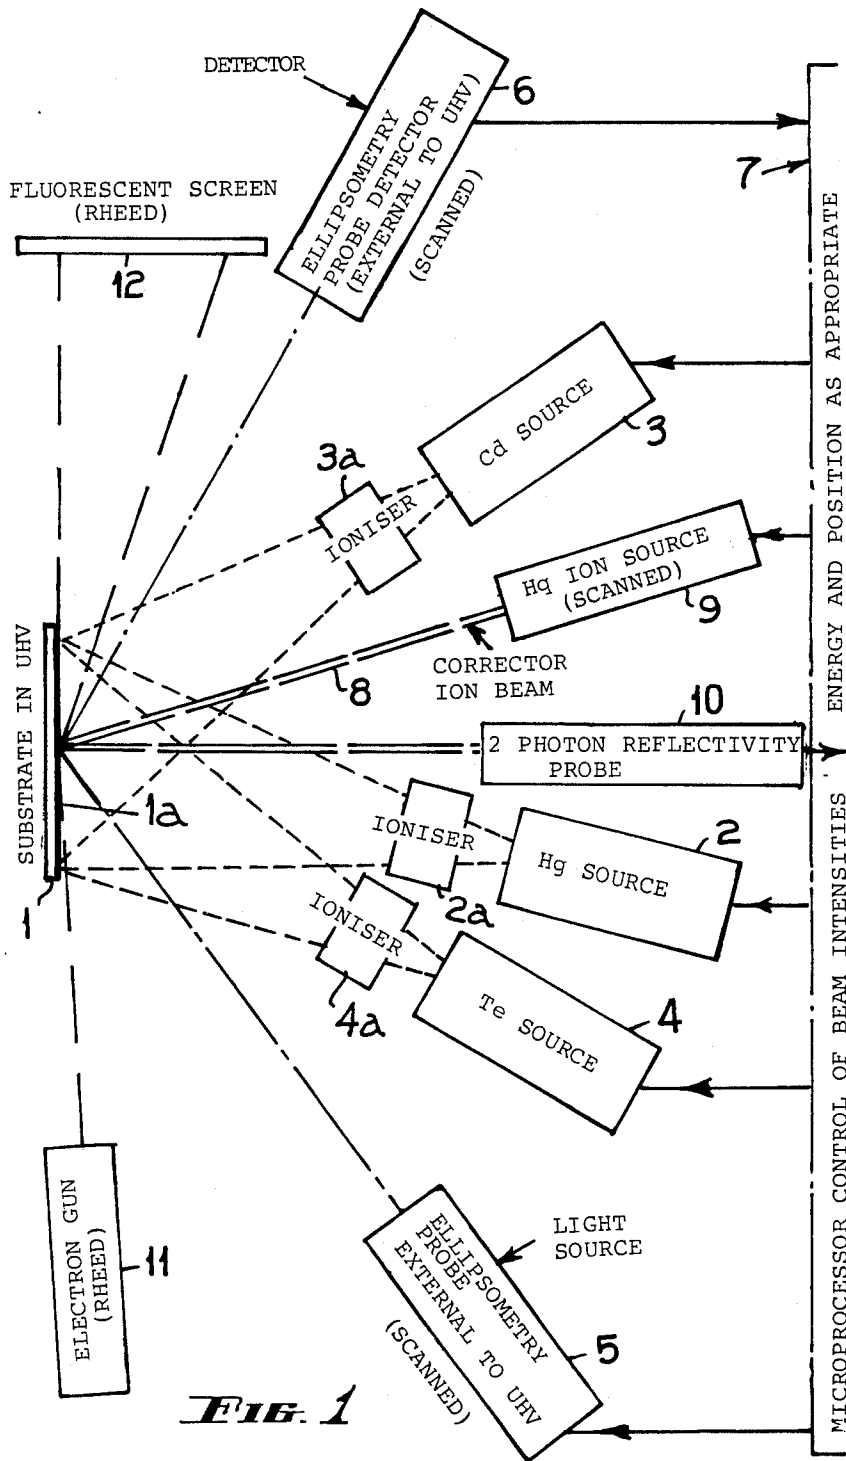 DETECTOR
6
ELLIPSOMETRY
PROBE DETECTOR
(EXTERNAL TO UHV)
(SCANNED)
7
FLUORESCENT SCREEN
(RHEED)
12
Cd SOURCE
3
3a
IONISER
Hq ION SOURCE
(SCANNED)
9
CORRECTOR
ION BEAM
8
SUBSTRATE IN UHV
1a
1
10
2 PHOTON REFLECTIVITY
PROBE
IONISER
2a
Hg SOURCE
2
IONISER
4a
Te SOURCE
4
ELECTRON GUN
(RHEED)
11
LIGHT
SOURCE
ELLIPSOMETRY
PROBE
EXTERNAL TO UHV
(SCANNED)
5
MICROPROCESSOR CONTROL OF BEAM INTENSITIES ENERGY AND POSITION AS APPROPRIATE
FIG. 1